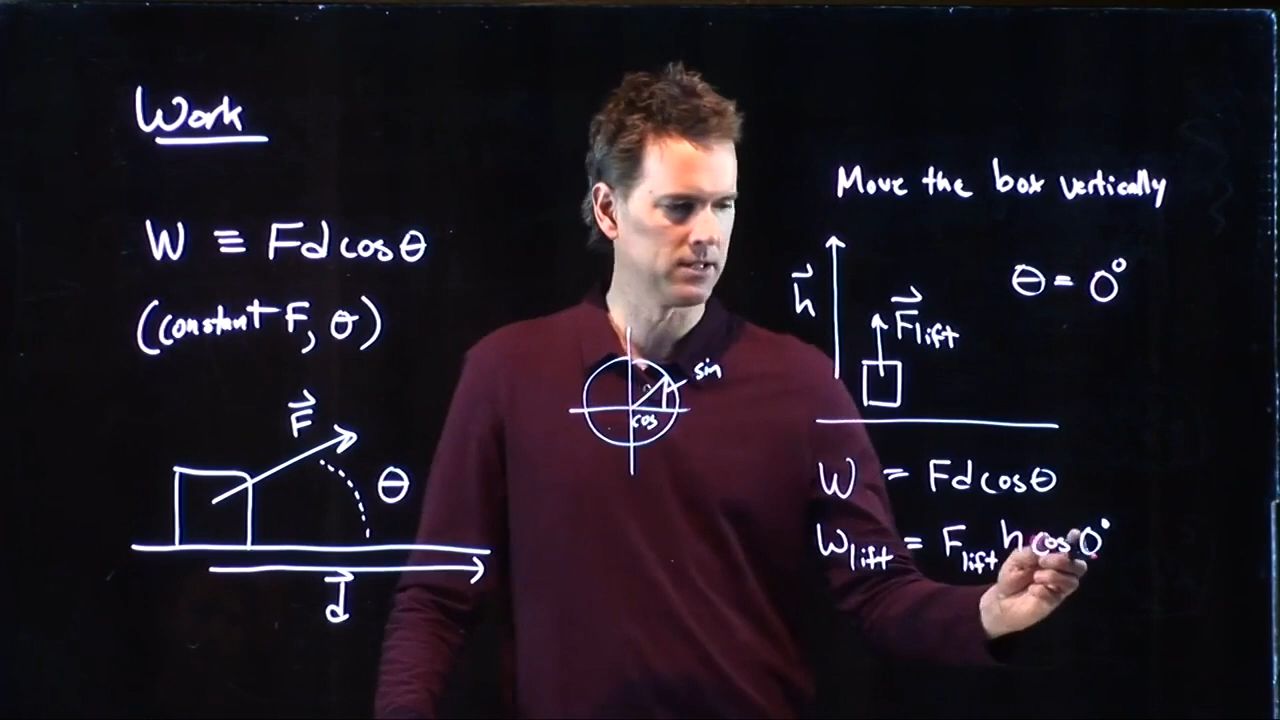 Work
W ≡ Fd cos θ
(constant F, θ)
F⃗
θ
d⃗
sin
cos
Move the box vertically
h⃗
θ = 0°
F⃗lift
W = Fd cos θ
Wlift = Flift h cos 0°